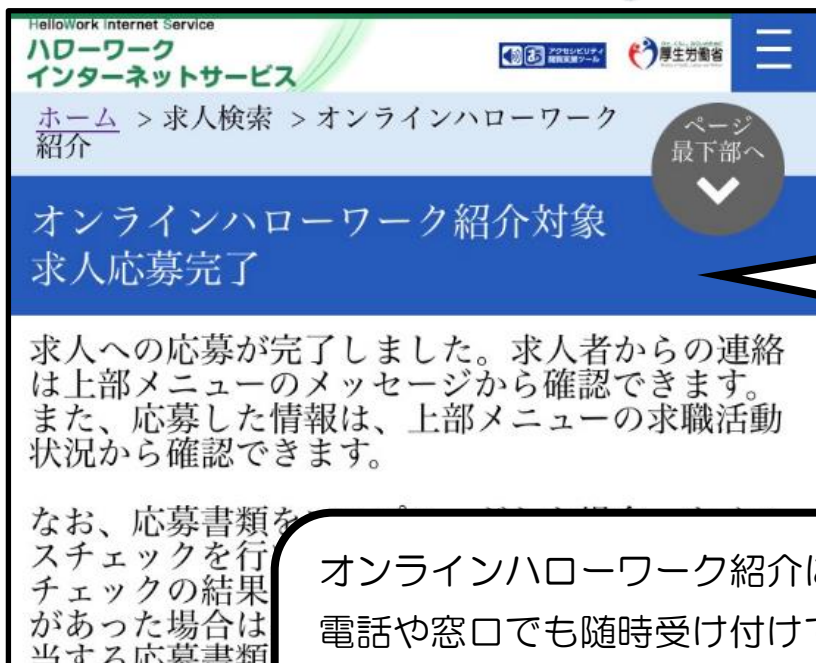 HelloWork Internet Service
ハローワーク
インターネットサービス
アクセシビリティ
閲覧支援ツール
厚生労働省
ホーム > 求人検索 > オンラインハローワーク
紹介
ページ
最下部へ
オンラインハローワーク紹介対象
求人応募完了
求人への応募が完了しました。求人者からの連絡
は上部メニューのメッセージから確認できます。
また、応募した情報は、上部メニューの求職活動
状況から確認できます。
なお、応募書類を
スチェックを行
チェックの結果
があった場合は
当する応募書類
オンラインハローワーク紹介は
電話や窓口でも随時受け付けて